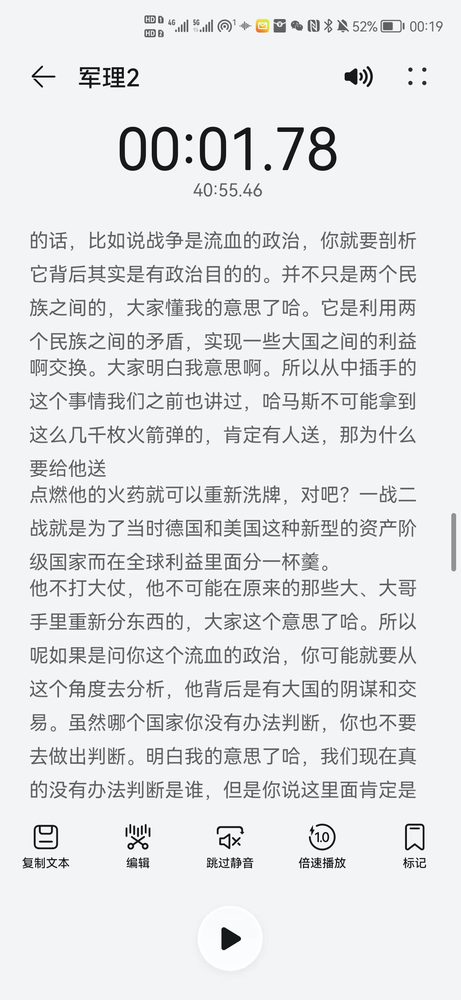 HD 1 4G 5G 1 52% 00:19
HD 2
军理2
00:01.78
40:55.46
的话，比如说战争是流血的政治，你就要剖析
它背后其实是有政治目的的。并不只是两个民
族之间的，大家懂我的意思了哈。它是利用两
个民族之间的矛盾，实现一些大国之间的利益
啊交换。大家明白我意思啊。所以从中插手的
这个事情我们之前也讲过，哈马斯不可能拿到
这么几千枚火箭弹的，肯定有人送，那为什么
要给他送
点燃他的火药就可以重新洗牌，对吧？一战二
战就是为了当时德国和美国这种新型的资产阶
级国家而在全球利益里面分一杯羹。
他不打大仗，他不可能在原来的那些大、大哥
手里重新分东西的，大家这个意思了哈。所以
呢如果是问你这个流血的政治，你可能就要从
这个角度去分析，他背后是有大国的阴谋和交
易。虽然哪个国家你没有办法判断，你也不要
去做出判断。明白我的意思了哈，我们现在真
的没有办法判断是谁，但是你说这里面肯定是
1.0
复制文本 编辑 跳过静音 倍速播放 标记